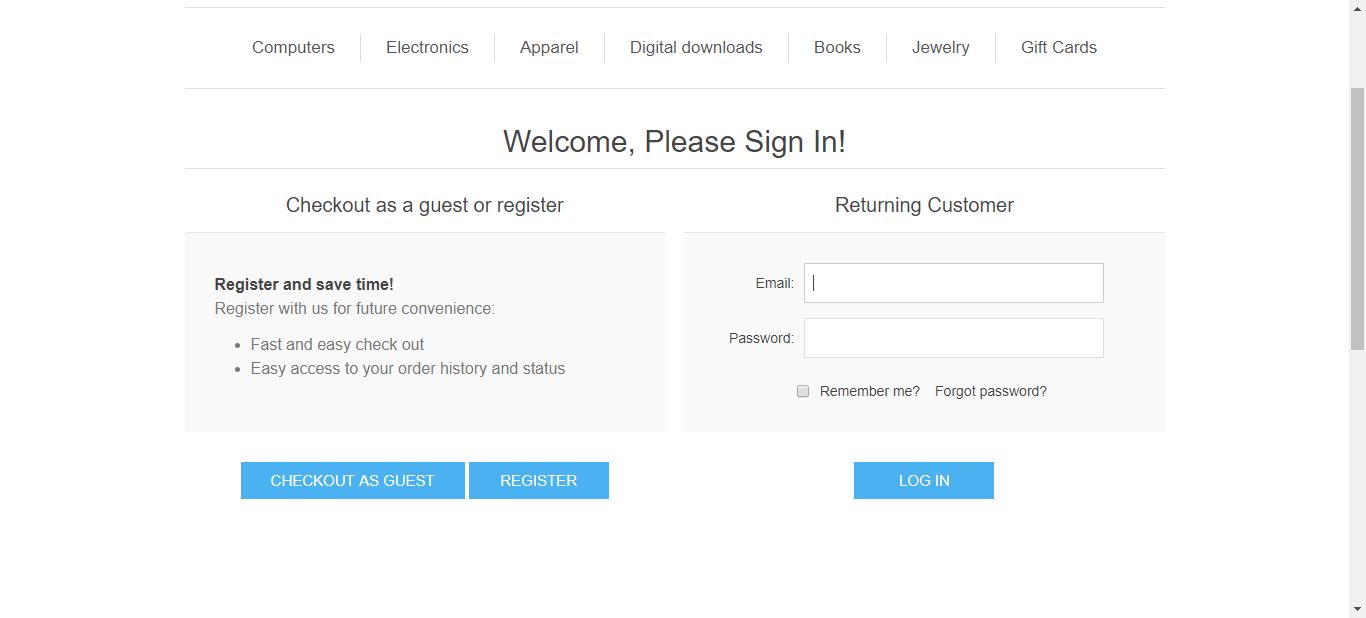 Computers Electronics Apparel Digital downloads Books Jewelry Gift Cards
Welcome, Please Sign In!
Checkout as a guest or register
Register and save time!
Register with us for future convenience:
Fast and easy check out
Easy access to your order history and status
CHECKOUT AS GUEST REGISTER
Returning Customer
Email:
Password:
Remember me? Forgot password?
LOG IN